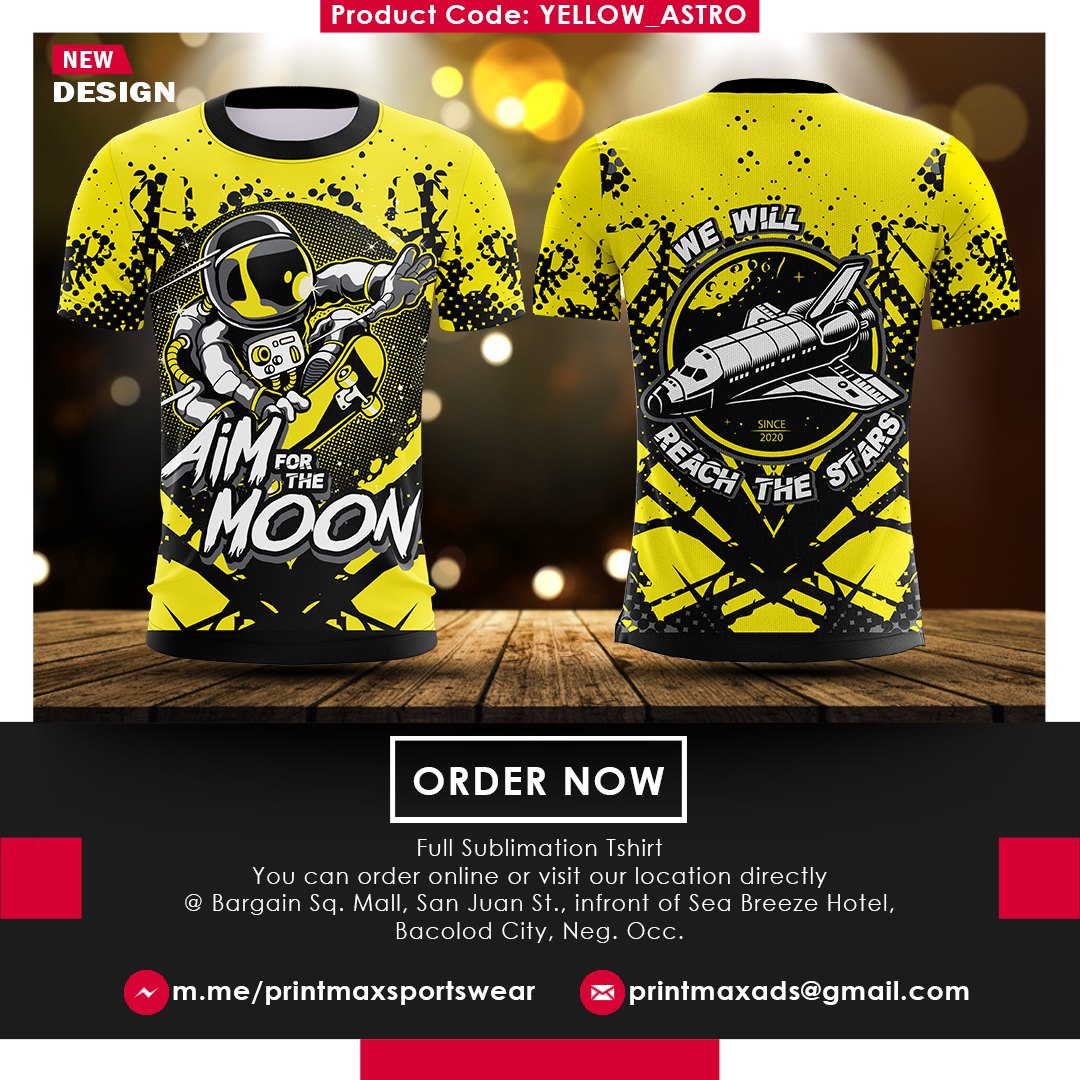 Product Code: YELLOW_ASTRO
NEW
DESIGN
AiM FOR
THE
MOON
WE WiLL
SINCE
2020
REACH THE STARS
ORDER NOW
Full Sublimation Tshirt
You can order online or visit our location directly
@ Bargain Sq. Mall, San Juan St., infront of Sea Breeze Hotel,
Bacolod City, Neg. Occ.
m.me/printmaxsportswear
printmaxads@gmail.com